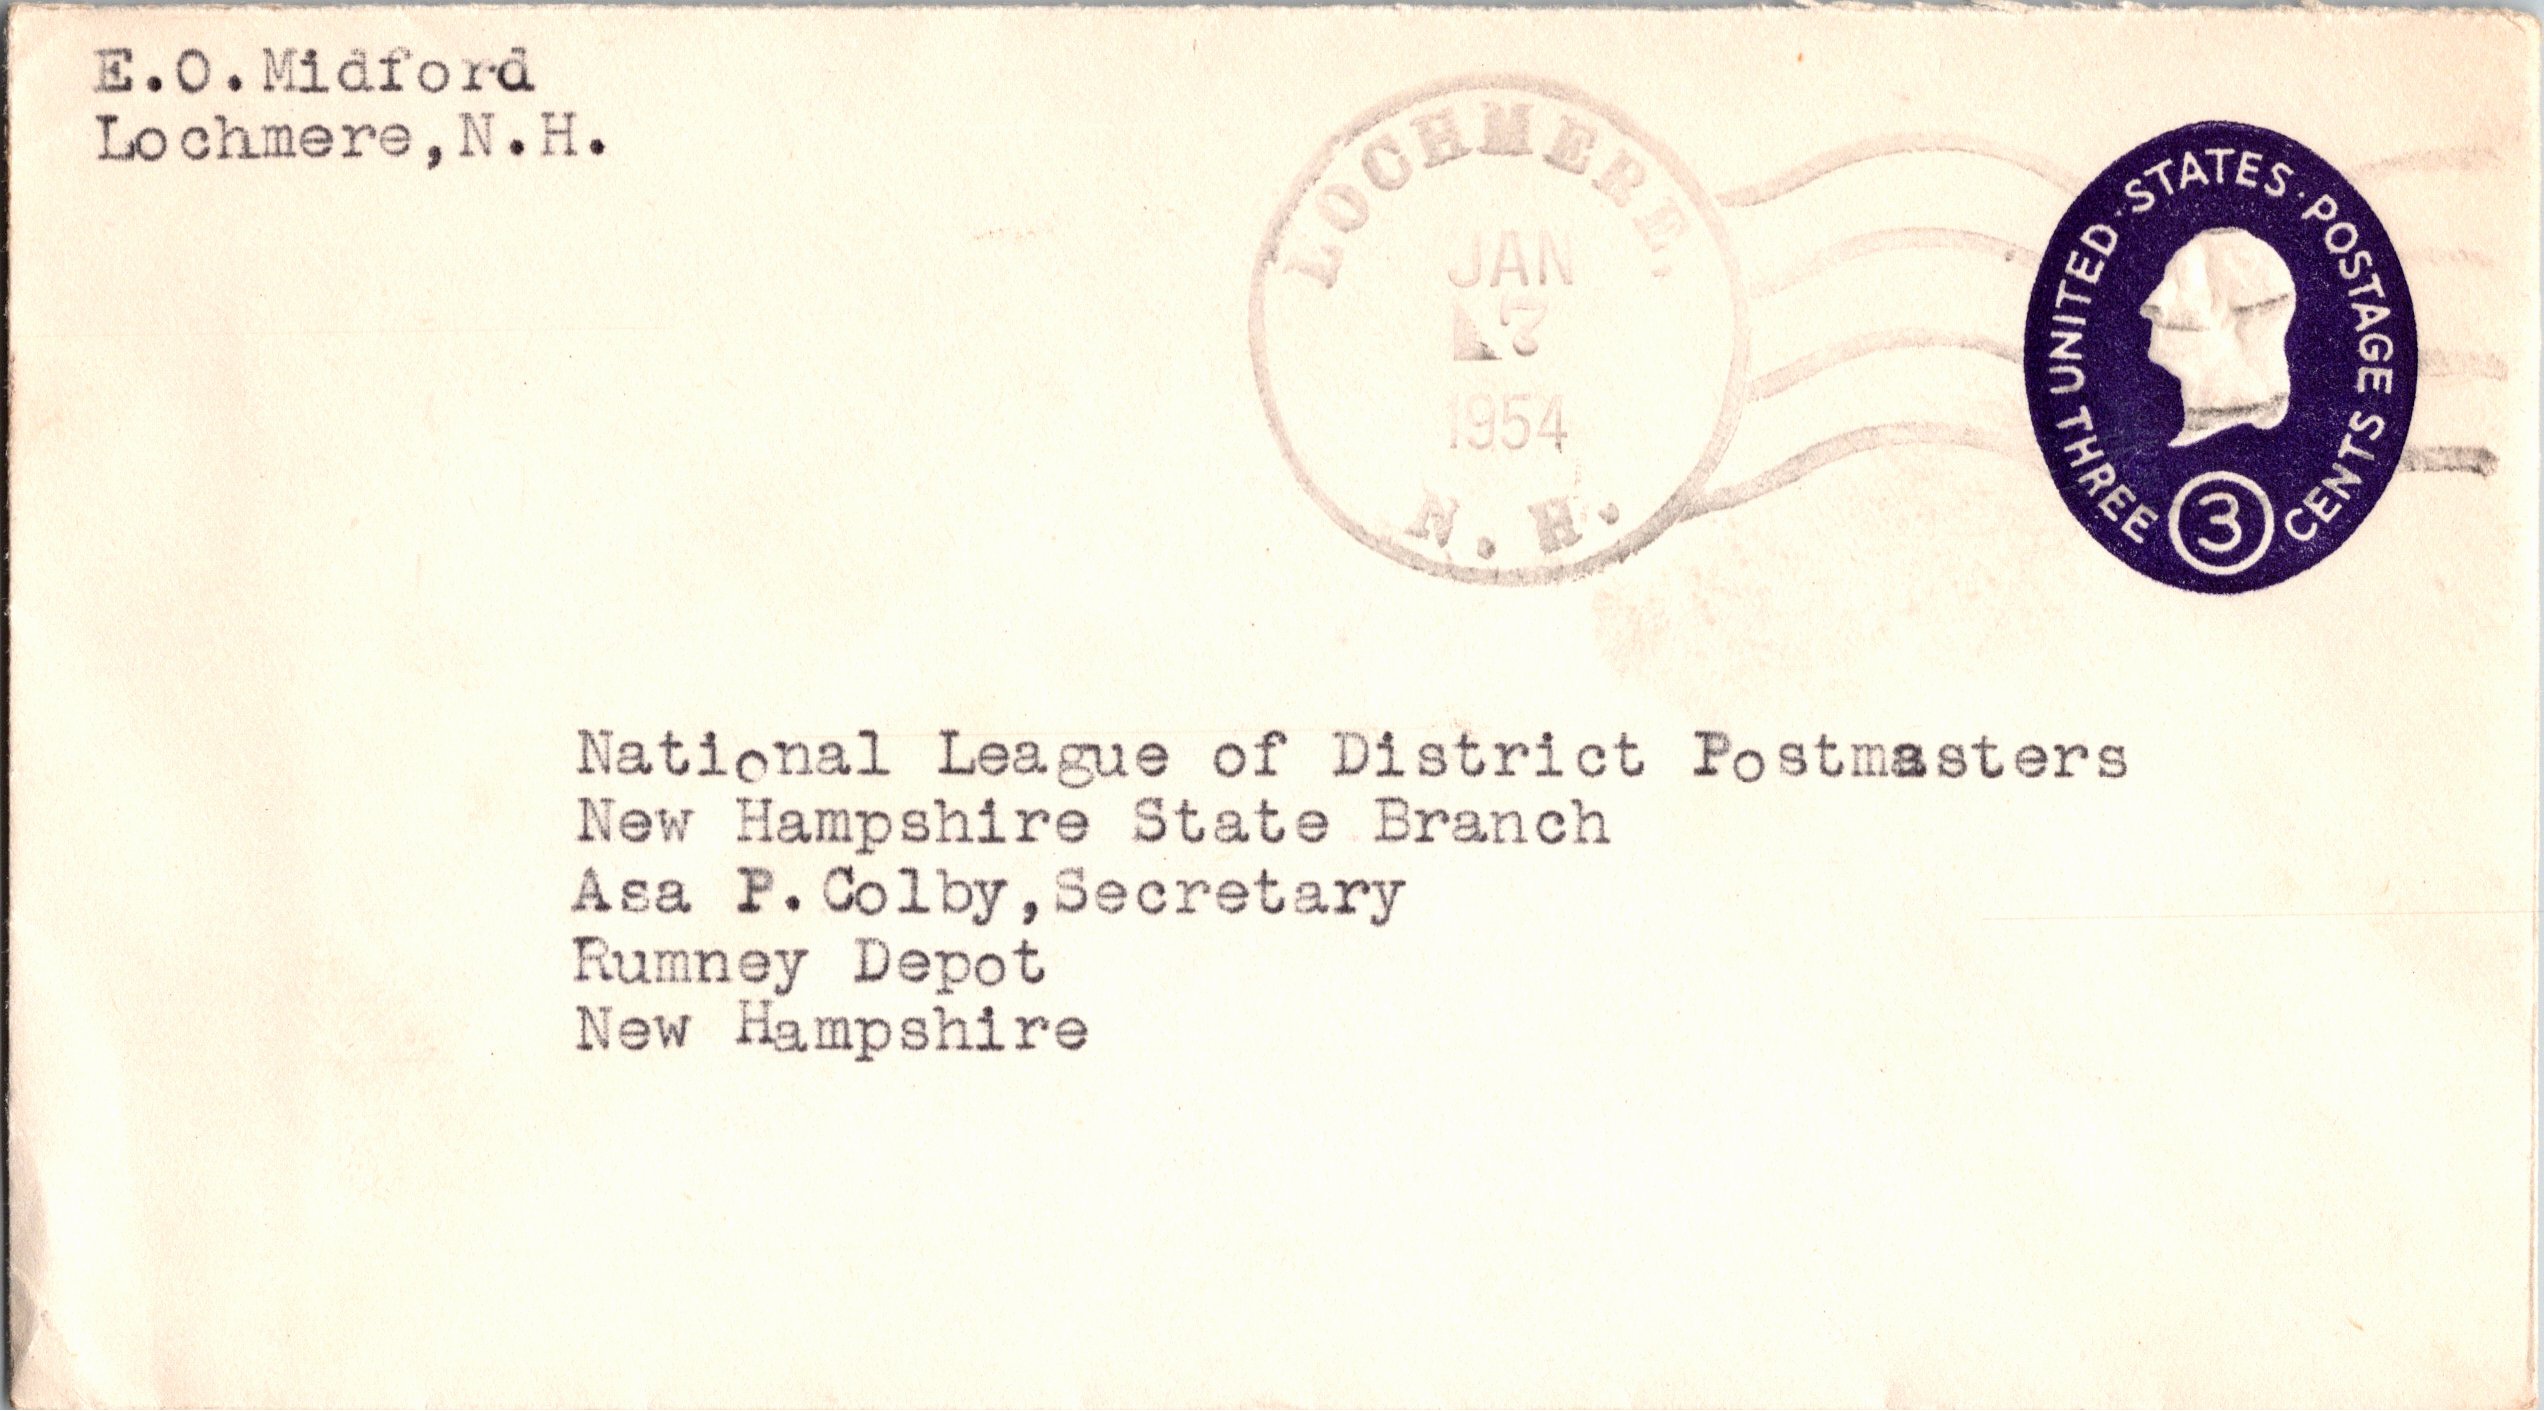 E.O.Midford
Lochmere,N.H.
LOCHMERE,
JAN
7
1954
N.H.
UNITED·STATES·POSTAGE
THREE 3 CENTS
National League of District Postmasters
New Hampshire State Branch
Asa P.Colby,Secretary
Rumney Depot
New Hampshire